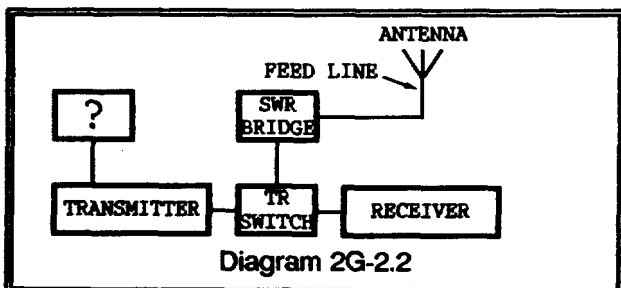 ANTENNA
FEED LINE
SWR
BRIDGE
?
TRANSMITTER
TR
SWITCH
RECEIVER
Diagram 2G-2.2